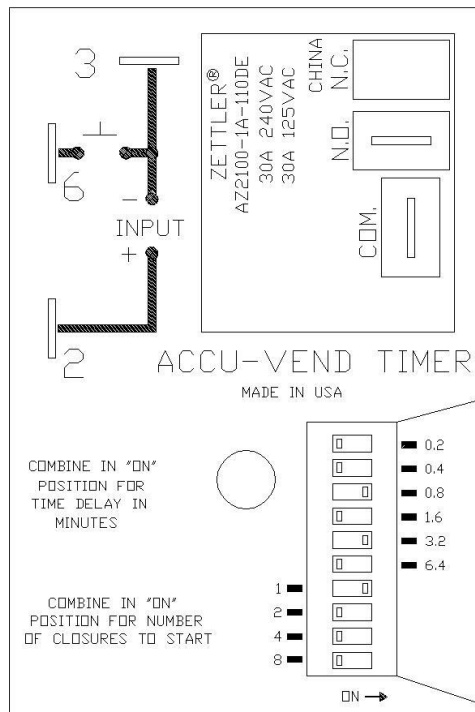 3
6
-
INPUT
+
2
ZETTLER®
AZ2100-1A-110DE
30A 240VAC
30A 125VAC
CHINA
N.C.
N.O.
COM.
ACCU-VEND TIMER
MADE IN USA
COMBINE IN "ON"
POSITION FOR
TIME DELAY IN
MINUTES
0.2
0.4
0.8
1.6
3.2
6.4
COMBINE IN "ON"
POSITION FOR NUMBER
OF CLOSURES TO START
1
2
4
8
ON →